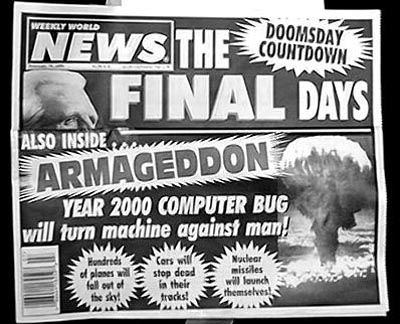 WEEKLY WORLD
NEWS
THE
DOOMSDAY
COUNTDOWN
FINAL DAYS
ALSO INSIDE...
ARMAGEDDON
YEAR 2000 COMPUTER BUG
will turn machine against man!
Hundreds
of planes will
fall out of
the sky!
Cars will
stop dead
in their
tracks!
Nuclear
missiles
will launch
themselves!